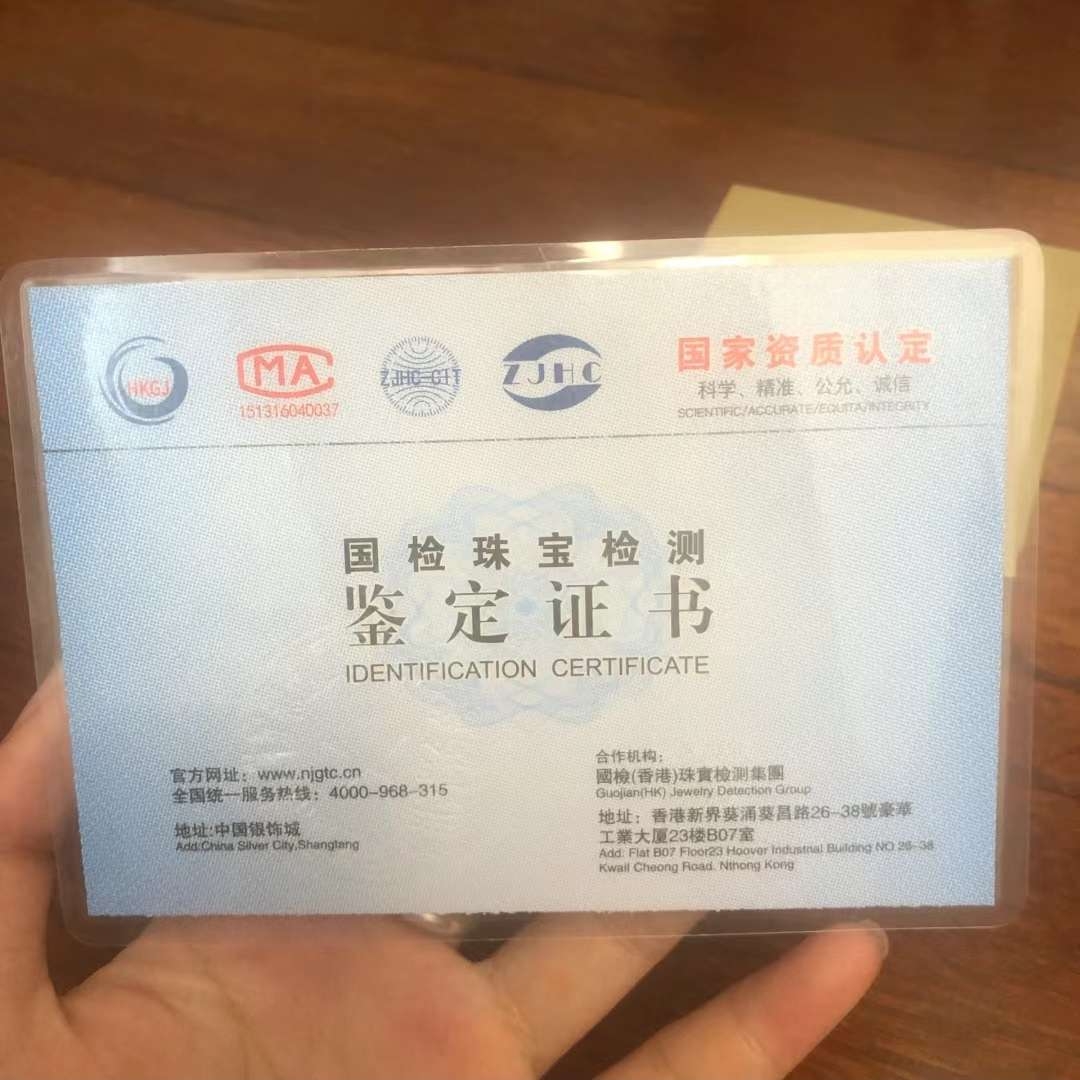 HKGJ
CMA
151316040037
ZJHC-CTT
ZJHC
国家资质认定
科学、精准、公允、诚信
SCIENTIFIC/ACCURATE/EQUITA/INTEGRITY
国检珠宝检测
鉴定证书
IDENTIFICATION CERTIFICATE
官方网址：www.njgtc.cn
全国统一服务热线：4000-968-315
地址:中国银饰城
Add:China Silver City,Shangtang
合作机构：
國檢(香港)珠寶检测集團
Guojian(HK) Jewelry Detection Group
地址：香港新界葵涌葵昌路26-38號豪華
工業大厦23楼B07室
Add: Flat B07 Floor23 Hoover Industrial Building NO 26-38
Kwail Cheong Road. Nthong Kong